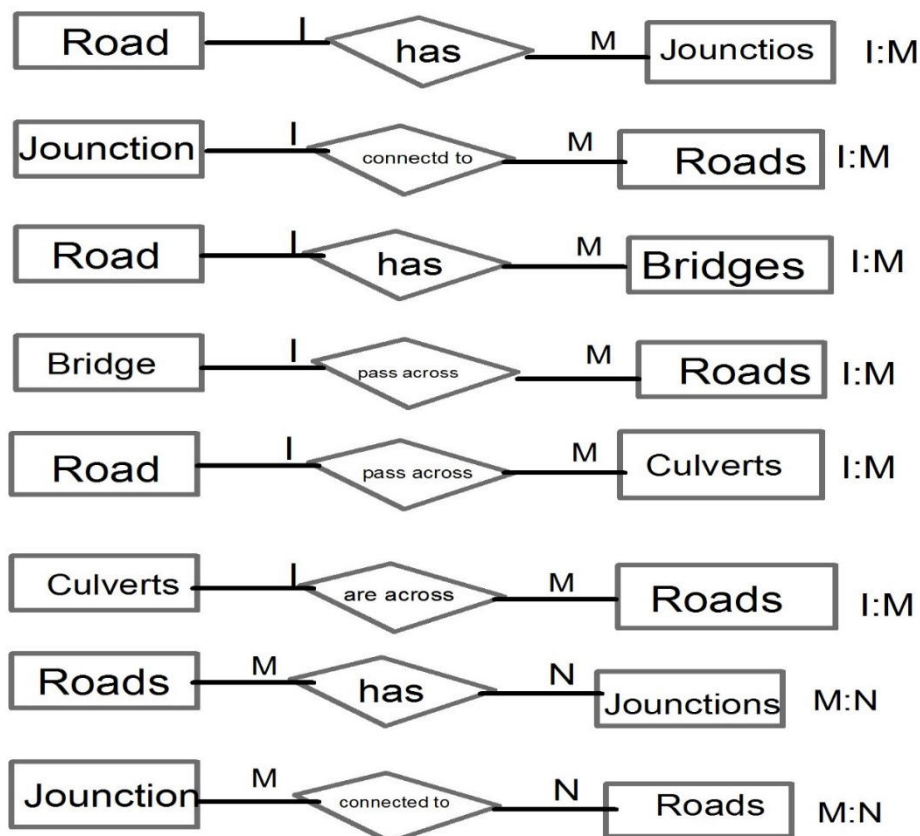 Road I has M Jounctios I:M
Jounction I connectd to M Roads I:M
Road I has M Bridges I:M
Bridge I pass across M Roads I:M
Road I pass across M Culverts I:M
Culverts I are across M Roads I:M
Roads M has N Jounctions M:N
Jounction M connected to N Roads M:N